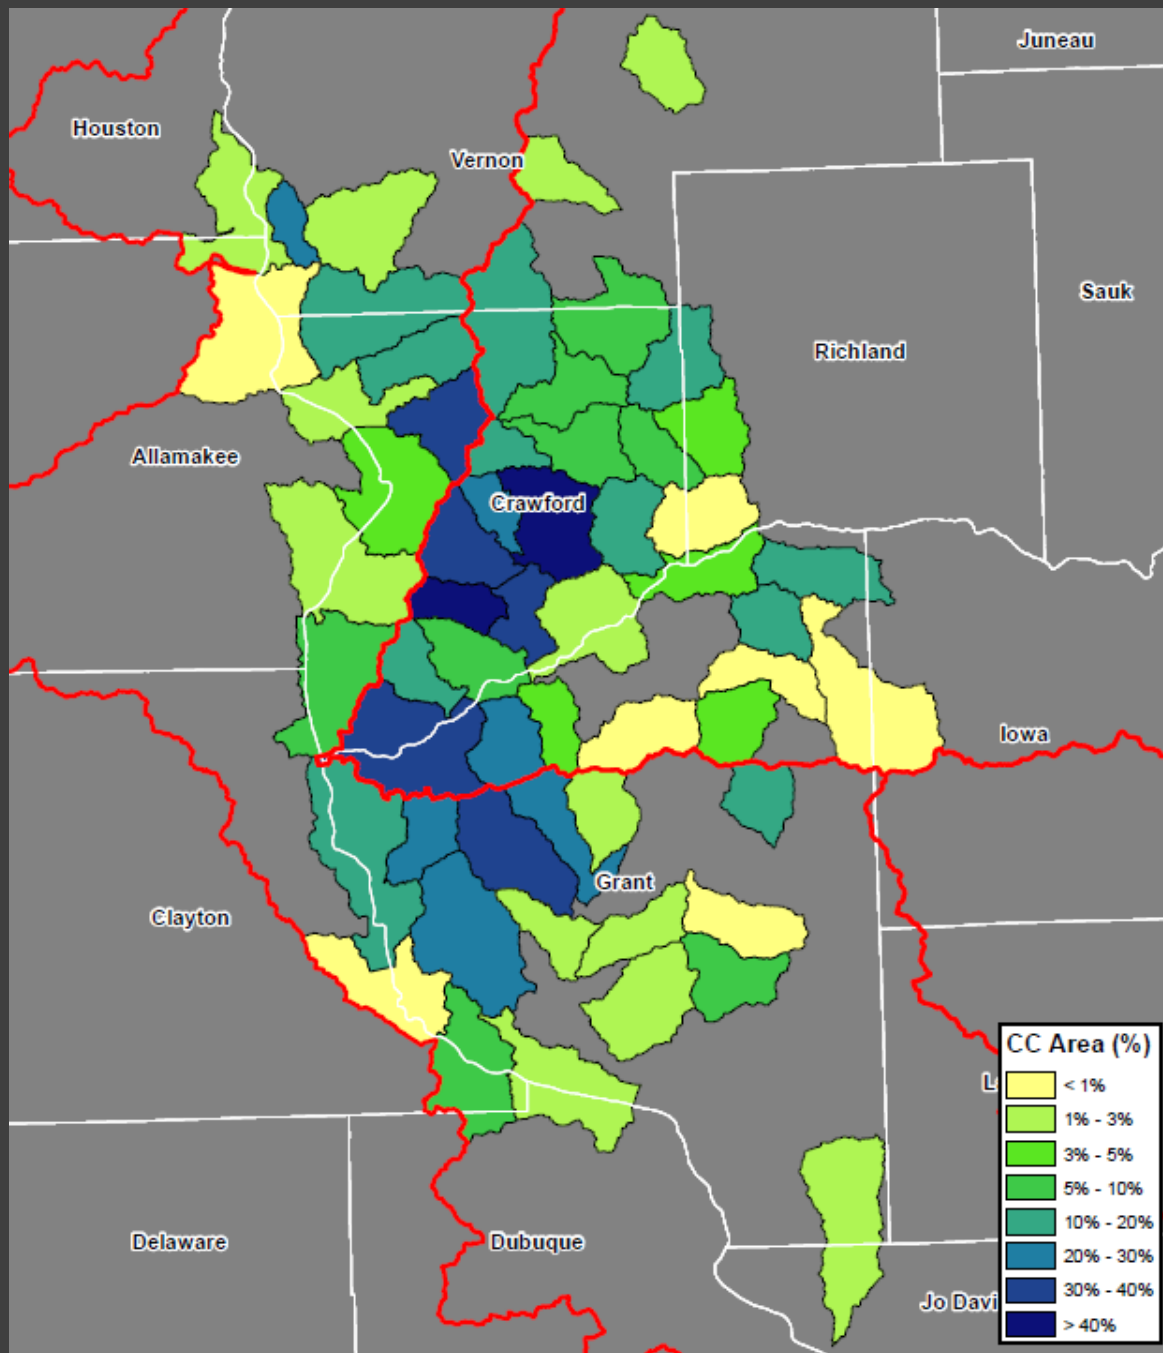 Juneau
Houston
Vernon
Sauk
Richland
Allamakee
Crawford
Iowa
Grant
Clayton
CC Area (%)
< 1%
1% - 3%
3% - 5%
5% - 10%
10% - 20%
20% - 30%
30% - 40%
> 40%
Delaware
Dubuque
Jo Davi